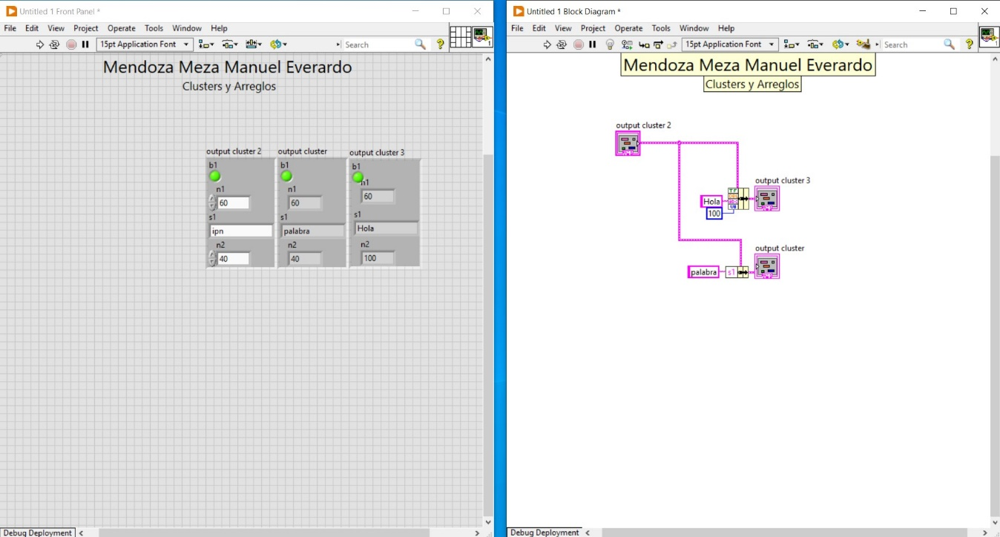 Untitled 1 Front Panel *
File Edit View Project Operate Tools Window Help
15pt Application Font Search
Mendoza Meza Manuel Everardo
Clusters y Arreglos
output cluster 2 output cluster output cluster 3
b1 b1 b1
n1 n1 n1
60 60 60
s1 s1 s1
ipn palabra Hola
n2 n2 n2
40 40 100
Debug Deployment
Untitled 1 Block Diagram *
File Edit View Project Operate Tools Window Help
15pt Application Font Search
Mendoza Meza Manuel Everardo
Clusters y Arreglos
output cluster 2
output cluster 3
TF
Hola
100
output cluster
palabra s1
Debug Deployment